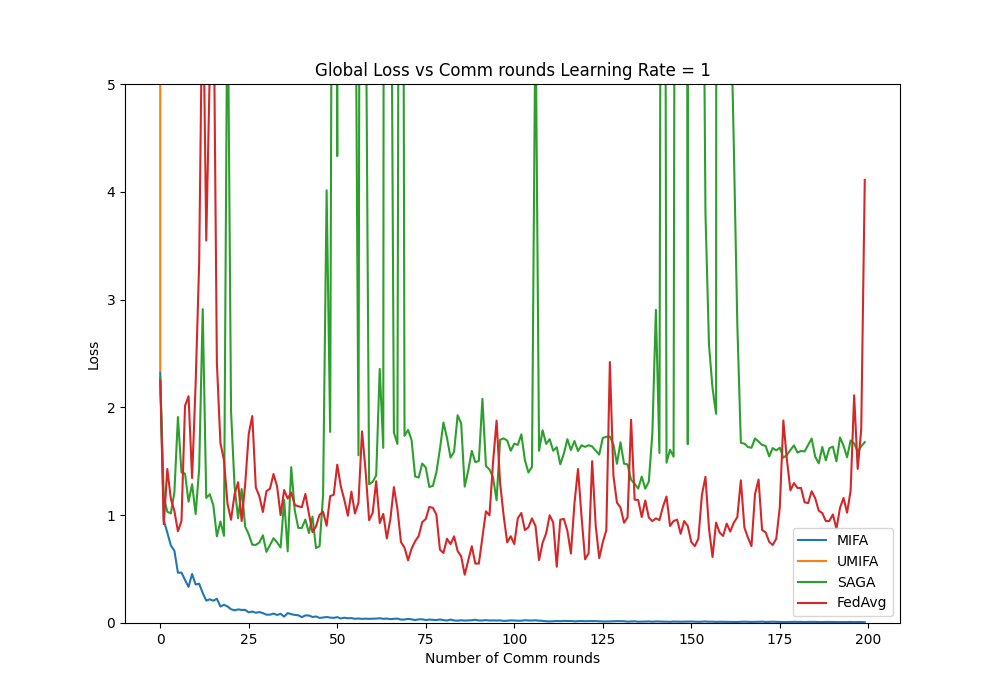 Global Loss vs Comm rounds Learning Rate = 1
5
4
3
2
1
0
Loss
0 25 50 75 100 125 150 175 200
Number of Comm rounds
MIFA
UMIFA
SAGA
FedAvg